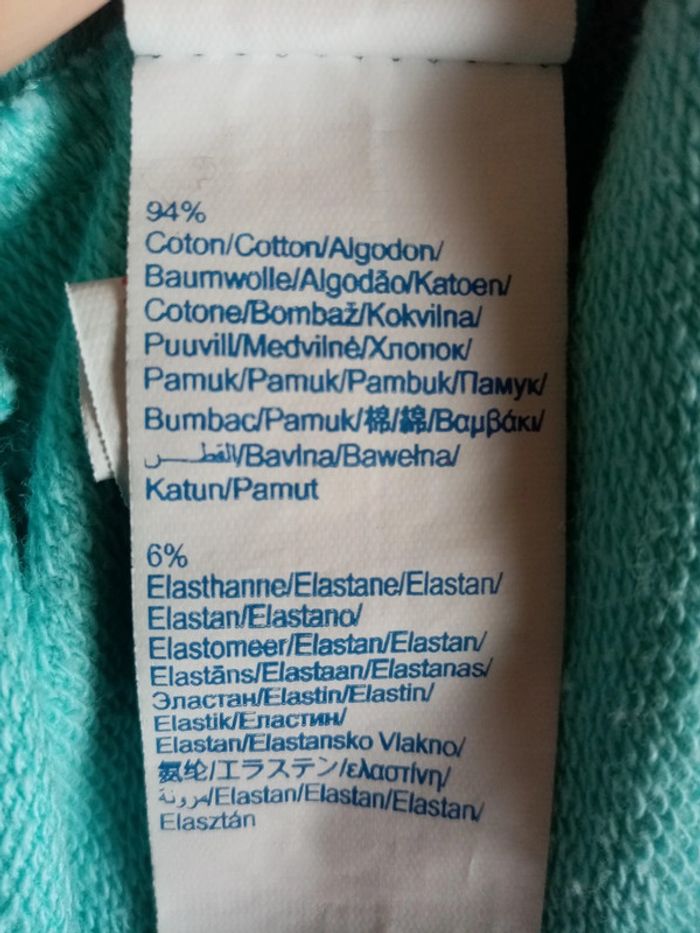 94%
Coton/Cotton/Algodon/
Baumwolle/Algodão/Katoen/
Cotone/Bombaž/Kokvilna/
Puuvill/Medvilnė/Хлопок/
Pamuk/Pamuk/Pambuk/Памук/
Bumbac/Pamuk/棉/綿/Βαμβάκι/
القطــــن/Bavlna/Bawełna/
Katun/Pamut
6%
Elasthanne/Elastane/Elastan/
Elastan/Elastano/
Elastomeer/Elastan/Elastan/
Elastāns/Elastaan/Elastanas/
Эластан/Elastin/Elastin/
Elastik/Еластин/
Elastan/Elastansko Vlakno/
氨纶/エラステン/ελαστίνη/
مرونة/Elastan/Elastan/Elastan/
Elasztán